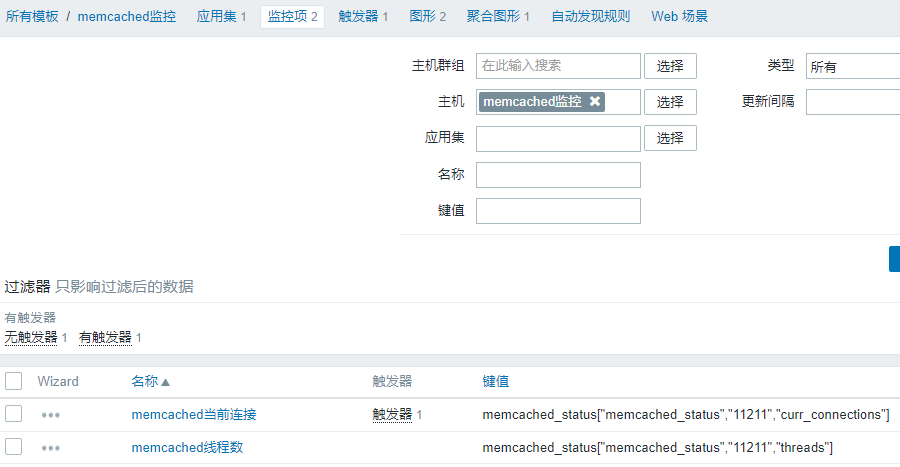 所有模板 / memcached监控 应用集 1 监控项 2 触发器 1 图形 2 聚合图形 1 自动发现规则 Web 场景
主机群组 在此输入搜索 选择 类型 所有
主机 memcached监控 选择 更新间隔
应用集 选择
名称
键值
过滤器 只影响过滤后的数据
有触发器
无触发器 1 有触发器 1
Wizard 名称 触发器 键值
memcached当前连接 触发器 1 memcached_status["memcached_status","11211","curr_connections"]
memcached线程数 memcached_status["memcached_status","11211","threads"]